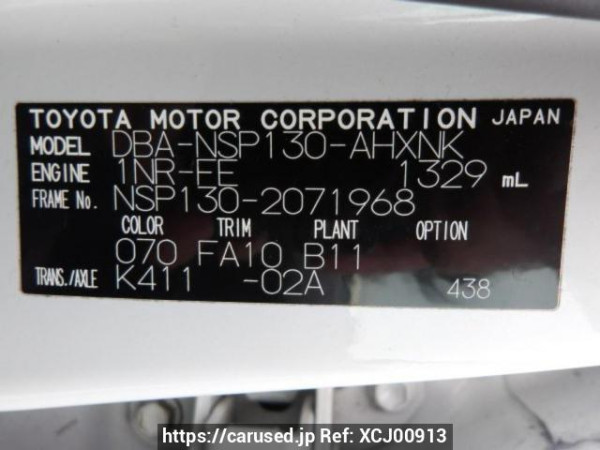 TOYOTA MOTOR CORPORATION JAPAN
MODEL DBA-NSP130-AHXNK
ENGINE 1NR-FE 1329 mL
FRAME No. NSP130-2071968
COLOR TRIM PLANT OPTION
070 FA10 B11
TRANS./AXLE K411 -02A 438
https://carused.jp Ref: XCJ00913